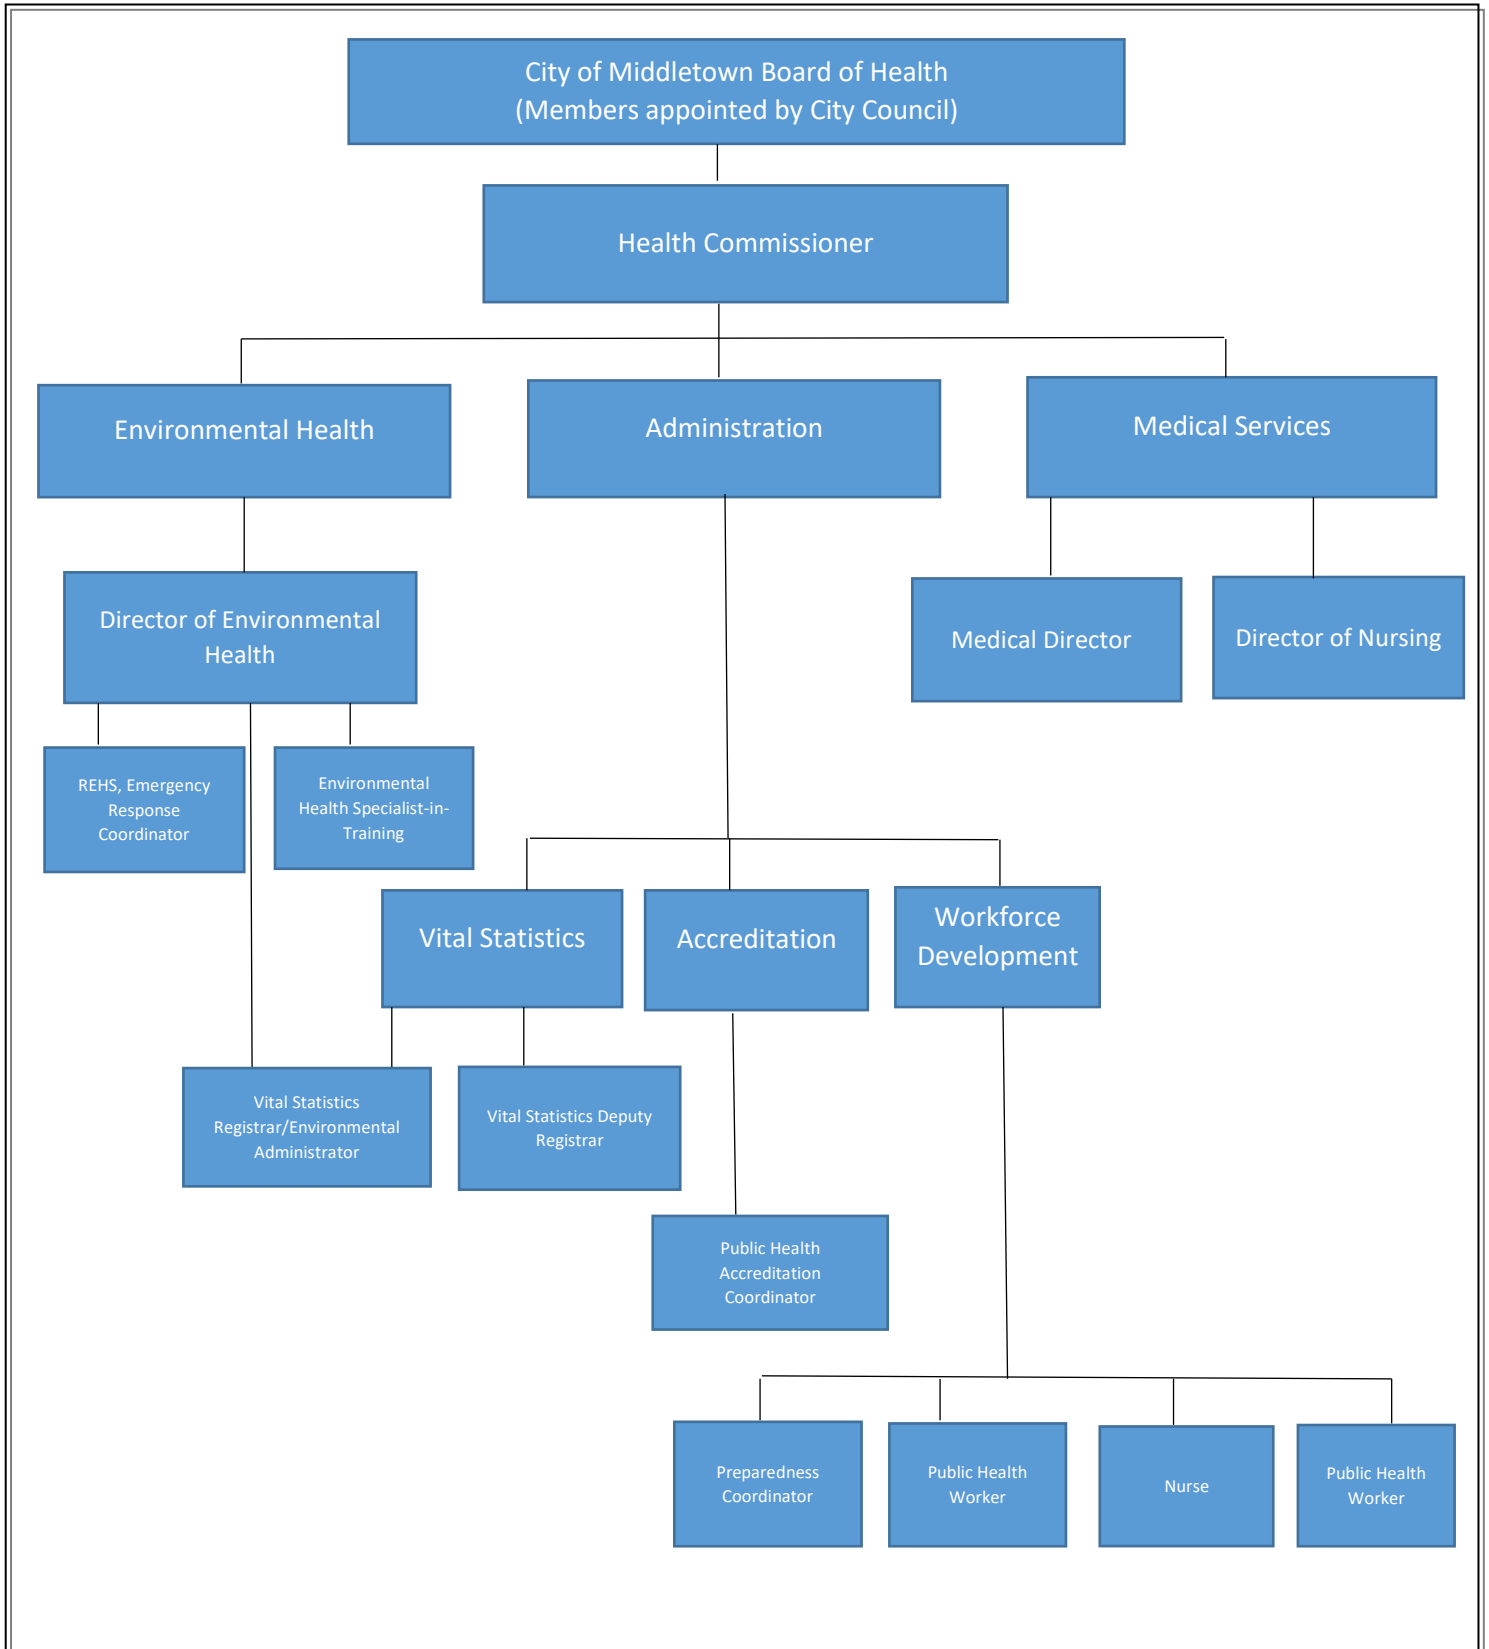 City of Middletown Board of Health
(Members appointed by City Council)
Health Commissioner
Environmental Health
Administration
Medical Services
Director of Environmental
Health
Medical Director
Director of Nursing
REHS, Emergency
Response
Coordinator
Environmental
Health Specialist-in-
Training
Vital Statistics
Accreditation
Workforce
Development
Vital Statistics
Registrar/Environmental
Administrator
Vital Statistics Deputy
Registrar
Public Health
Accreditation
Coordinator
Preparedness
Coordinator
Public Health
Worker
Nurse
Public Health
Worker